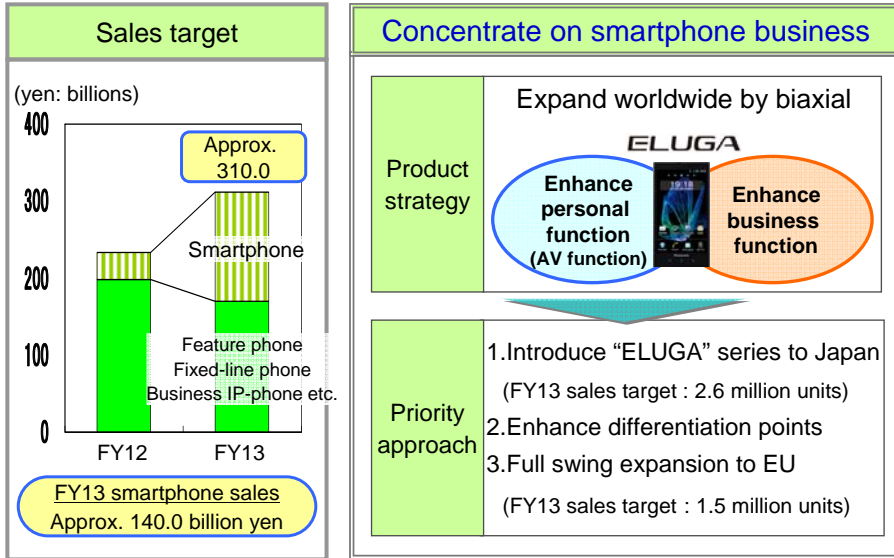 Sales target
(yen: billions)
400
300
200
100
0
Approx.
310.0
Smartphone
Feature phone
Fixed-line phone
Business IP-phone etc.
FY12
FY13
FY13 smartphone sales
Approx. 140.0 billion yen
Concentrate on smartphone business
Product
strategy
Expand worldwide by biaxial
ELUGA
Enhance
personal
function
(AV function)
19:18
Enhance
business
function
Priority
approach
1.Introduce “ELUGA” series to Japan
(FY13 sales target : 2.6 million units)
2.Enhance differentiation points
3.Full swing expansion to EU
(FY13 sales target : 1.5 million units)